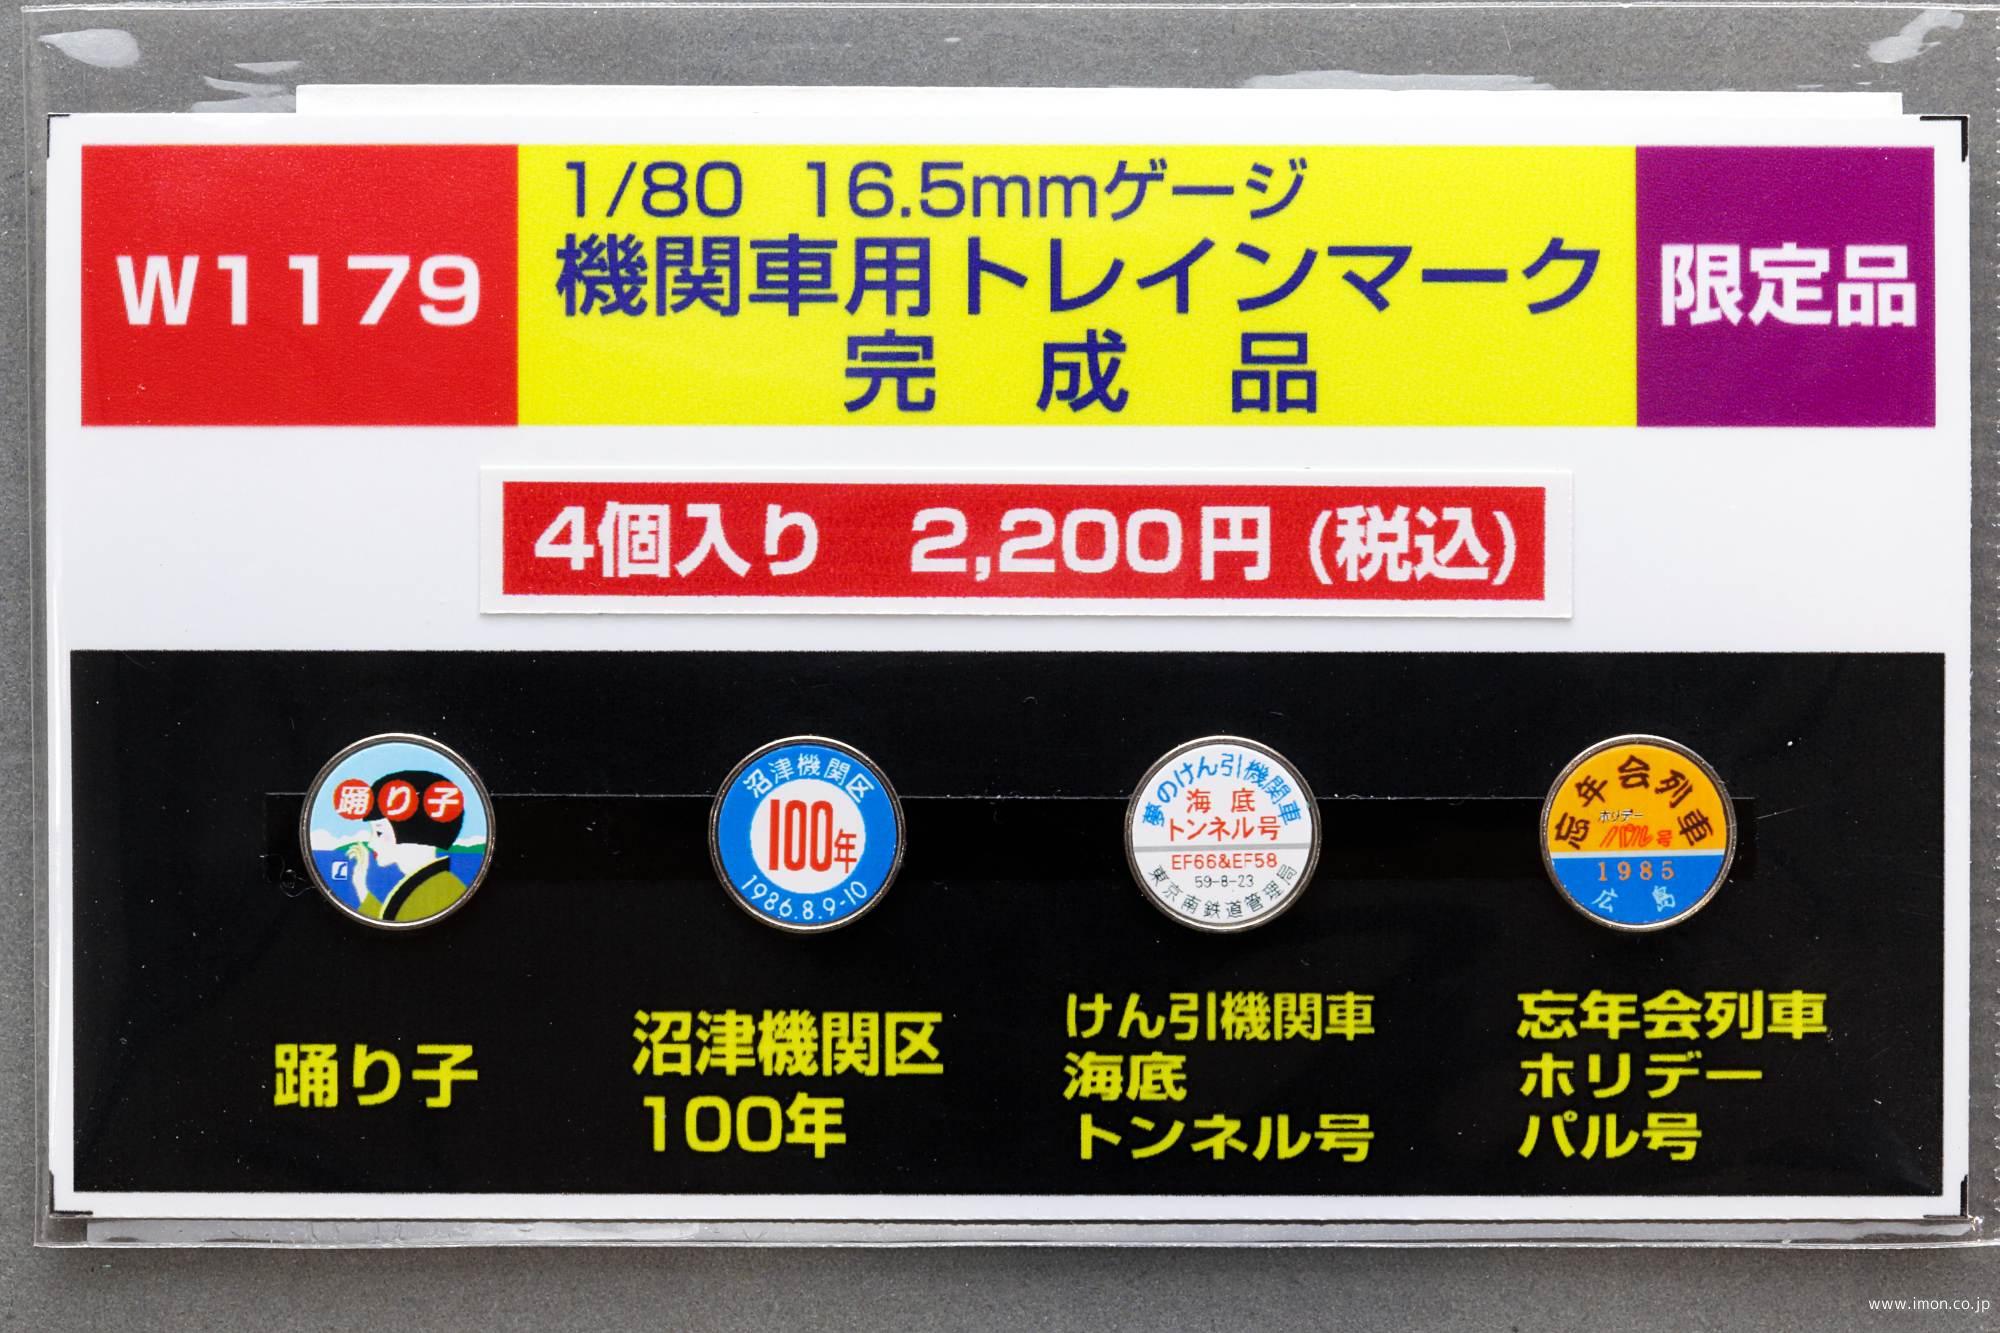 W1179
1/80 16.5mmゲージ
機関車用トレインマーク
完成品
限定品
4個入り 2,200円(税込)
踊り子
L
沼津機関区
100年
1986.8.9-10
夢のけん引機関車
海底
トンネル号
EF66&EF58
59-8-23
東京南鉄道管理局
忘年会列車
ホリデー
パル号
1985
広島
踊り子
沼津機関区
100年
けん引機関車
海底
トンネル号
忘年会列車
ホリデー
パル号
www.imon.co.jp